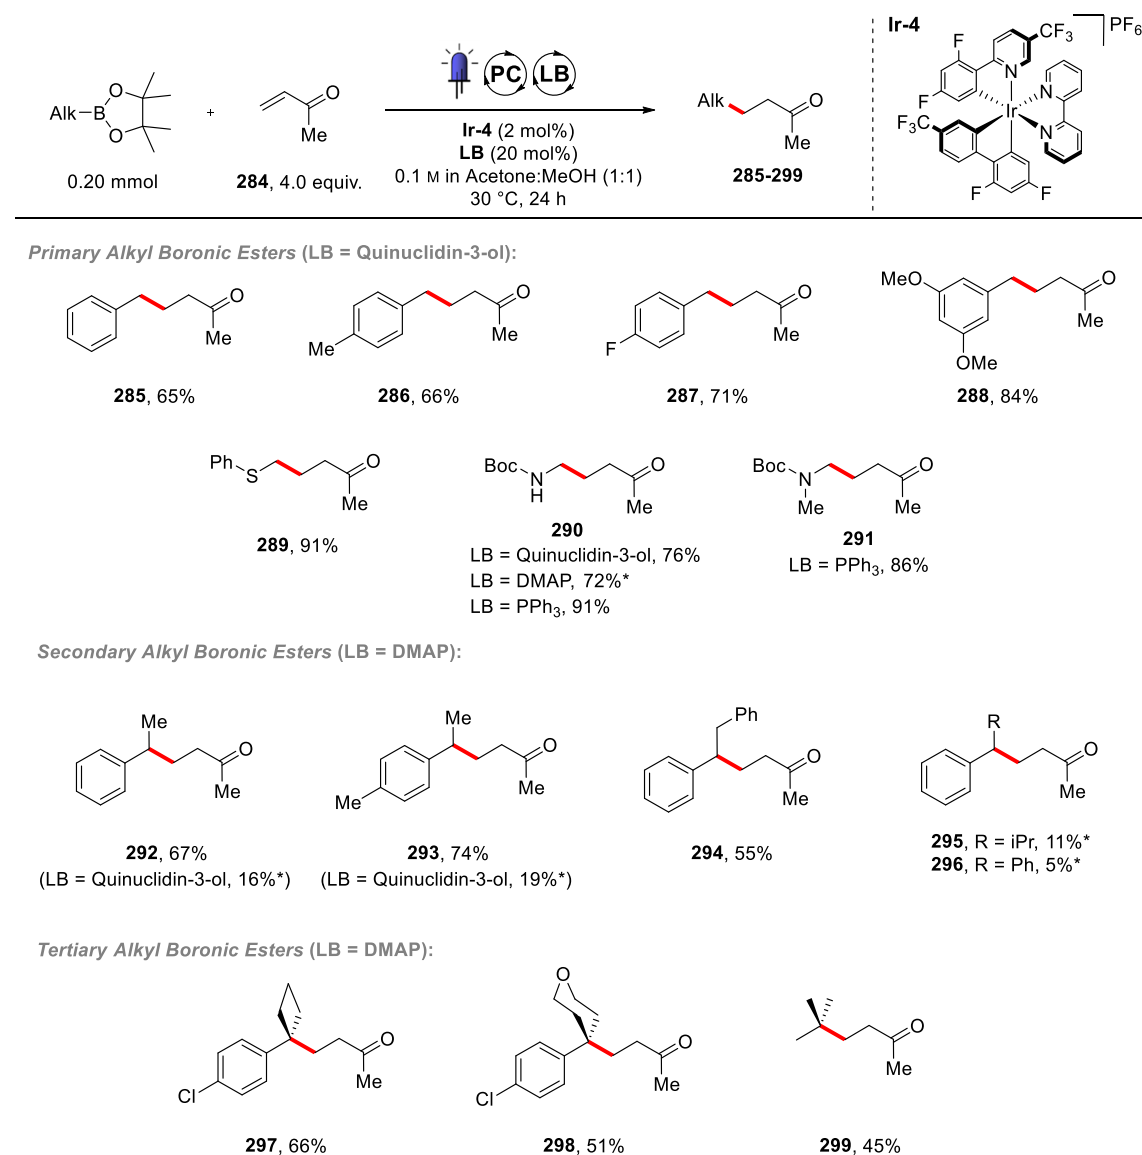 Ir-4
PF6
CF3
F
N
F
N
Ir
N
F3C
F
F
PC LB
O
Alk B
O
0.20 mmol
+
O
Me
284, 4.0 equiv.
Ir-4 (2 mol%)
LB (20 mol%)
0.1 M in Acetone:MeOH (1:1)
30 °C, 24 h
Alk
O
Me
285-299
Primary Alkyl Boronic Esters (LB = Quinuclidin-3-ol):
O
Me
285, 65%
Me
O
Me
286, 66%
F
O
Me
287, 71%
MeO
OMe
O
Me
288, 84%
Ph
S
O
Me
289, 91%
Boc
N
H
O
Me
290
LB = Quinuclidin-3-ol, 76%
LB = DMAP, 72%*
LB = PPh3, 91%
Boc
N
Me
O
Me
291
LB = PPh3, 86%
Secondary Alkyl Boronic Esters (LB = DMAP):
Me
O
Me
292, 67%
(LB = Quinuclidin-3-ol, 16%*)
Me
Me
O
Me
293, 74%
(LB = Quinuclidin-3-ol, 19%*)
Ph
O
Me
294, 55%
R
O
Me
295, R = iPr, 11%*
296, R = Ph, 5%*
Tertiary Alkyl Boronic Esters (LB = DMAP):
Cl
O
Me
297, 66%
O
Cl
O
Me
298, 51%
O
Me
299, 45%